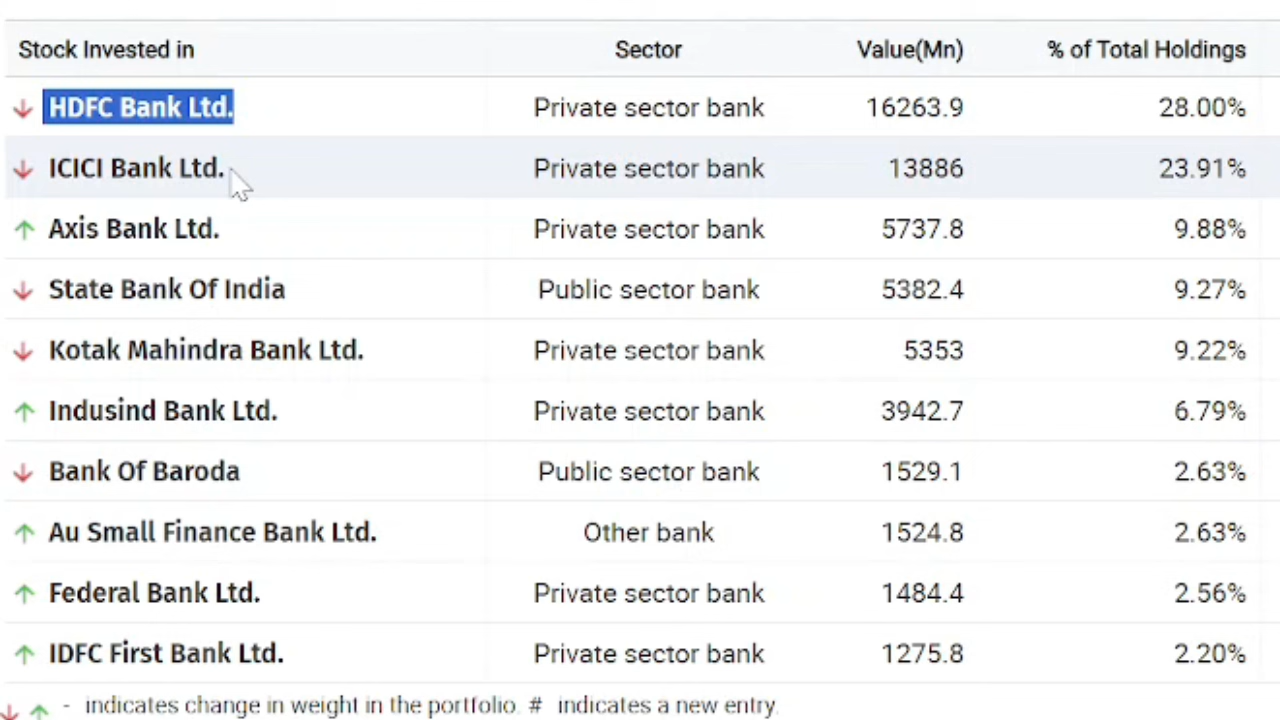 Stock Invested in Sector Value(Mn) % of Total Holdings
HDFC Bank Ltd. Private sector bank 16263.9 28.00%
ICICI Bank Ltd. Private sector bank 13886 23.91%
Axis Bank Ltd. Private sector bank 5737.8 9.88%
State Bank Of India Public sector bank 5382.4 9.27%
Kotak Mahindra Bank Ltd. Private sector bank 5353 9.22%
Indusind Bank Ltd. Private sector bank 3942.7 6.79%
Bank Of Baroda Public sector bank 1529.1 2.63%
Au Small Finance Bank Ltd. Other bank 1524.8 2.63%
Federal Bank Ltd. Private sector bank 1484.4 2.56%
IDFC First Bank Ltd. Private sector bank 1275.8 2.20%
- indicates change in weight in the portfolio. # indicates a new entry.